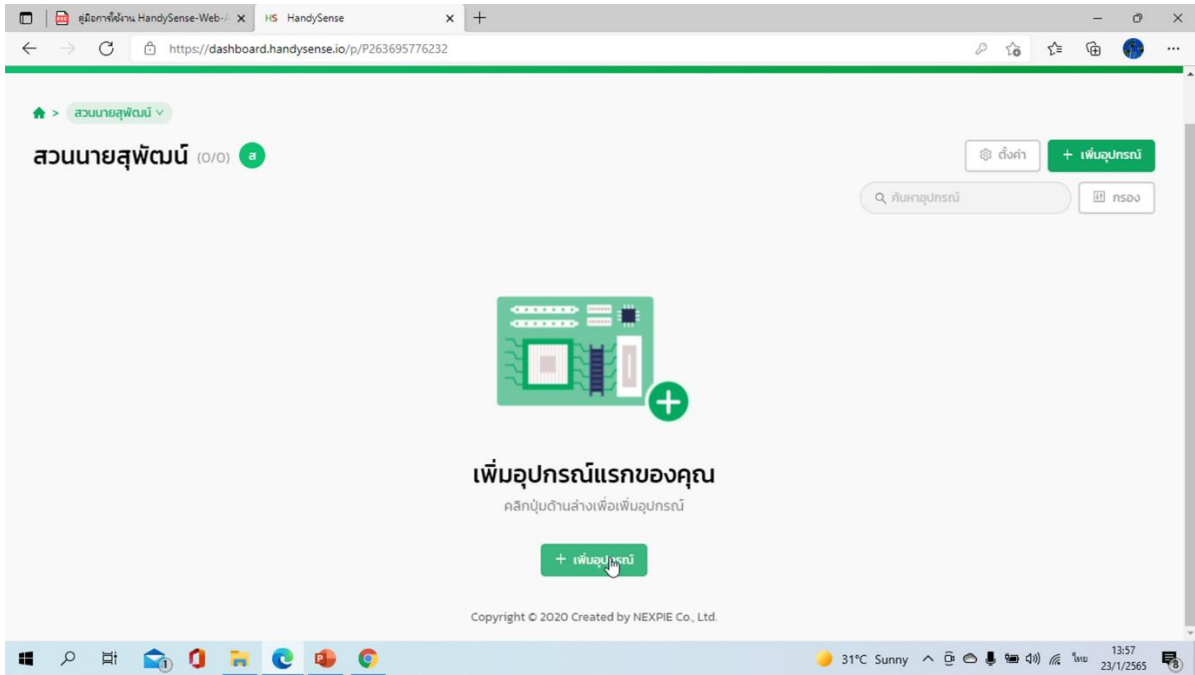 คู่มือการใช้งาน HandySense-Web-A
HS HandySense
https://dashboard.handysense.io/p/P263695776232
> สวนนายสุพัฒน์
สวนนายสุพัฒน์ (0/0) ส
ตั้งค่า
+ เพิ่มอุปกรณ์
ค้นหาอุปกรณ์
กรอง
เพิ่มอุปกรณ์แรกของคุณ
คลิกปุ่มด้านล่างเพื่อเพิ่มอุปกรณ์
+ เพิ่มอุปกรณ์
Copyright © 2020 Created by NEXPIE Co., Ltd.
31°C Sunny
ไทย
13:57
23/1/2565
8
1